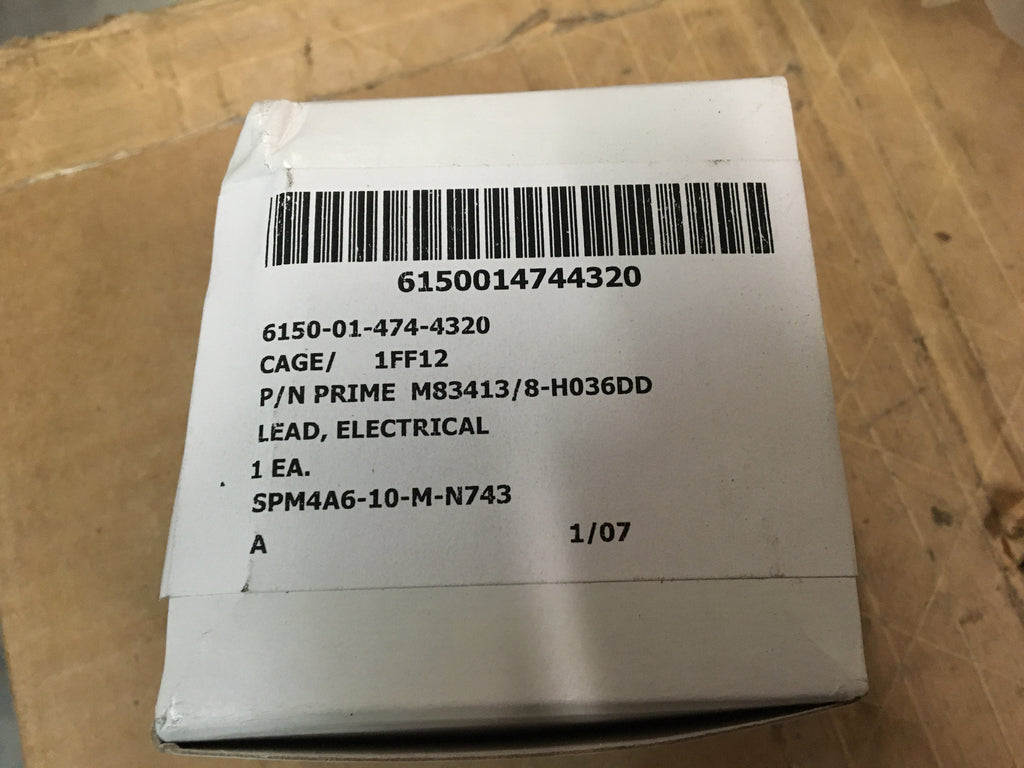 6150014744320
6150-01-474-4320
CAGE/ 1FF12
P/N PRIME M83413/8-H036DD
LEAD, ELECTRICAL
1 EA.
SPM4A6-10-M-N743
A 1/07